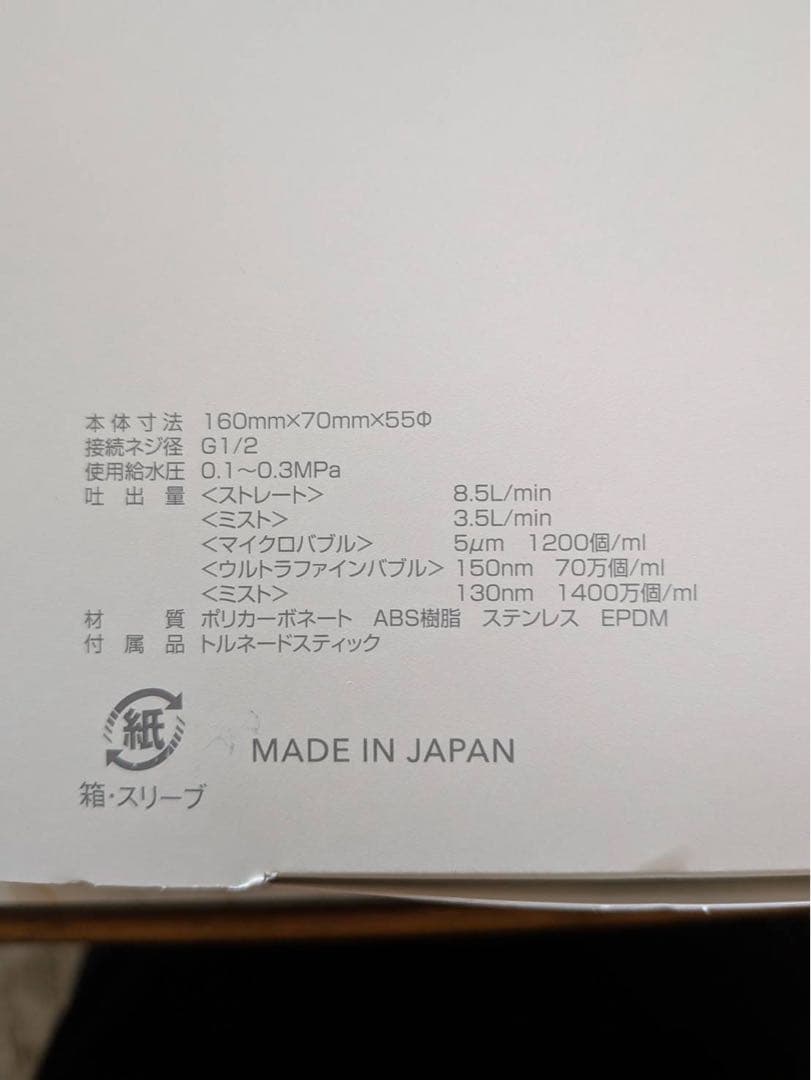 本体寸法 160mm×70mm×55Φ
接続ネジ径 G1/2
使用給水圧 0.1〜0.3MPa
吐出量 <ストレート> 8.5L/min
<ミスト> 3.5L/min
<マイクロバブル> 5μm 1200個/ml
<ウルトラファインバブル> 150nm 70万個/ml
<ミスト> 130nm 1400万個/ml
材質 ポリカーボネート ABS樹脂 ステンレス EPDM
付属品 トルネードスティック
紙
MADE IN JAPAN
箱・スリーブ